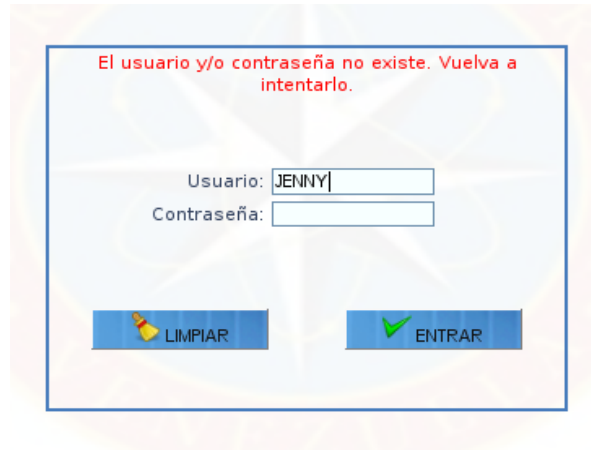 El usuario y/o contraseña no existe. Vuelva a
intentarlo.
Usuario: JENNY
Contraseña:
LIMPIAR ENTRAR